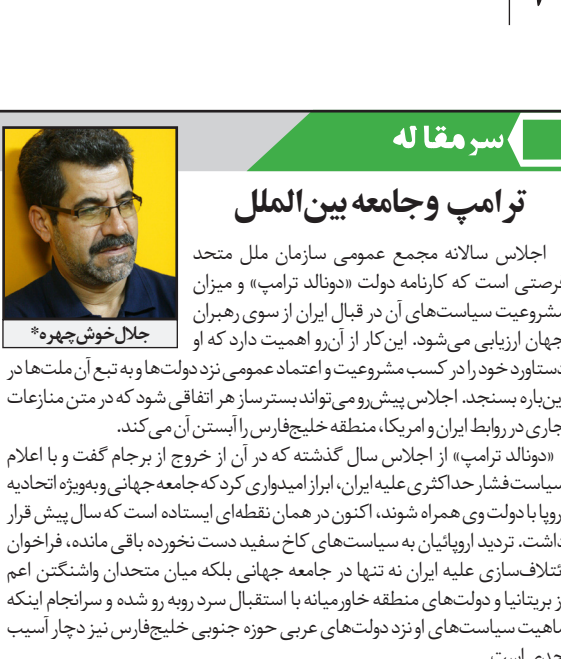 سرمقاله
ترامپ وجامعه بین‌الملل
جلال‌خوش‌چهره*
اجلاس سالانه مجمع عمومی سازمان ملل متحد
فرصتی است که کارنامه دولت «دونالد ترامپ» و میزان
مشروعیت سیاست‌های آن در قبال ایران از سوی رهبران
جهان ارزیابی می‌شود. این‌کار از آن‌رو اهمیت دارد که او
دستاورد خود را در کسب مشروعیت و اعتماد عمومی نزد دولت‌ها و به تبع آن ملت‌ها در
این‌باره بسنجد. اجلاس پیش‌رو می‌تواند بسترساز هر اتفاقی شود که در متن منازعات
جاری در روابط ایران و امریکا، منطقه خلیج‌فارس را آبستن آن می‌کند.
«دونالد ترامپ» از اجلاس سال گذشته که در آن از خروج از برجام گفت و با اعلام
سیاست‌فشار حداکثری علیه ایران، ابراز امیدواری کرد که جامعه جهانی وبه‌ویژه اتحادیه
اروپا با دولت وی همراه شوند، اکنون در همان نقطه‌ای ایستاده است که سال پیش قرار
داشت. تردید اروپائیان به سیاست‌های کاخ سفید دست نخورده باقی مانده، فراخوان
ائتلاف‌سازی علیه ایران نه تنها در جامعه جهانی بلکه میان متحدان واشنگتن اعم
از بریتانیا و دولت‌های منطقه خاورمیانه با استقبال سرد روبه رو شده و سرانجام اینکه
ماهیت سیاست‌های او نزد دولت‌های عربی حوزه جنوبی خلیج‌فارس نیز دچار آسیب
جدی است